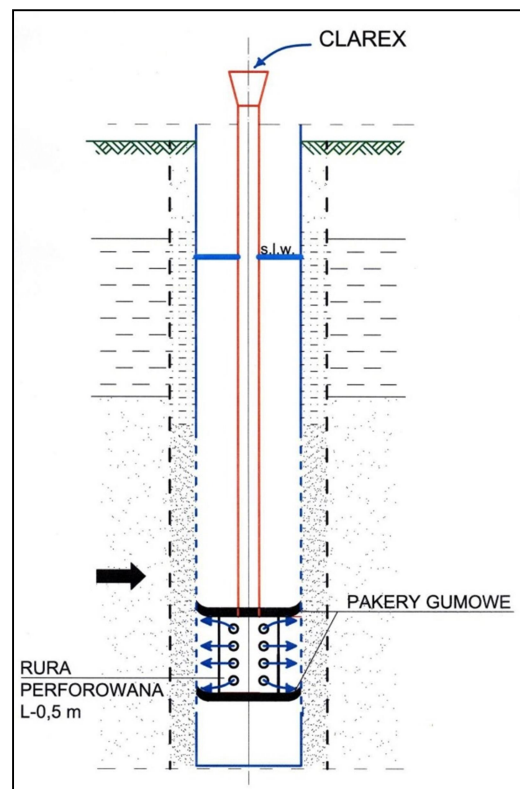 CLAREX
s.l.w.
PAKERY GUMOWE
RURA
PERFOROWANA
L-0,5 m